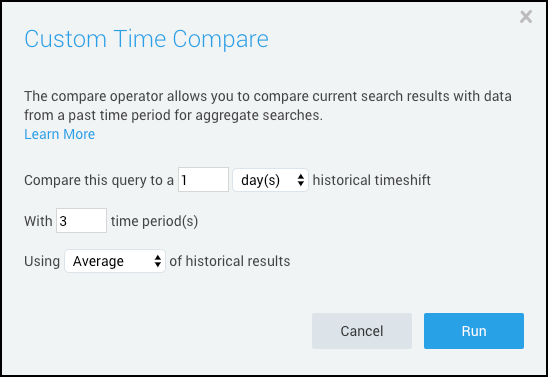 Custom Time Compare
The compare operator allows you to compare current search results with data
from a past time period for aggregate searches.
Learn More
Compare this query to a 1 day(s) historical timeshift
With 3 time period(s)
Using Average of historical results
Cancel Run